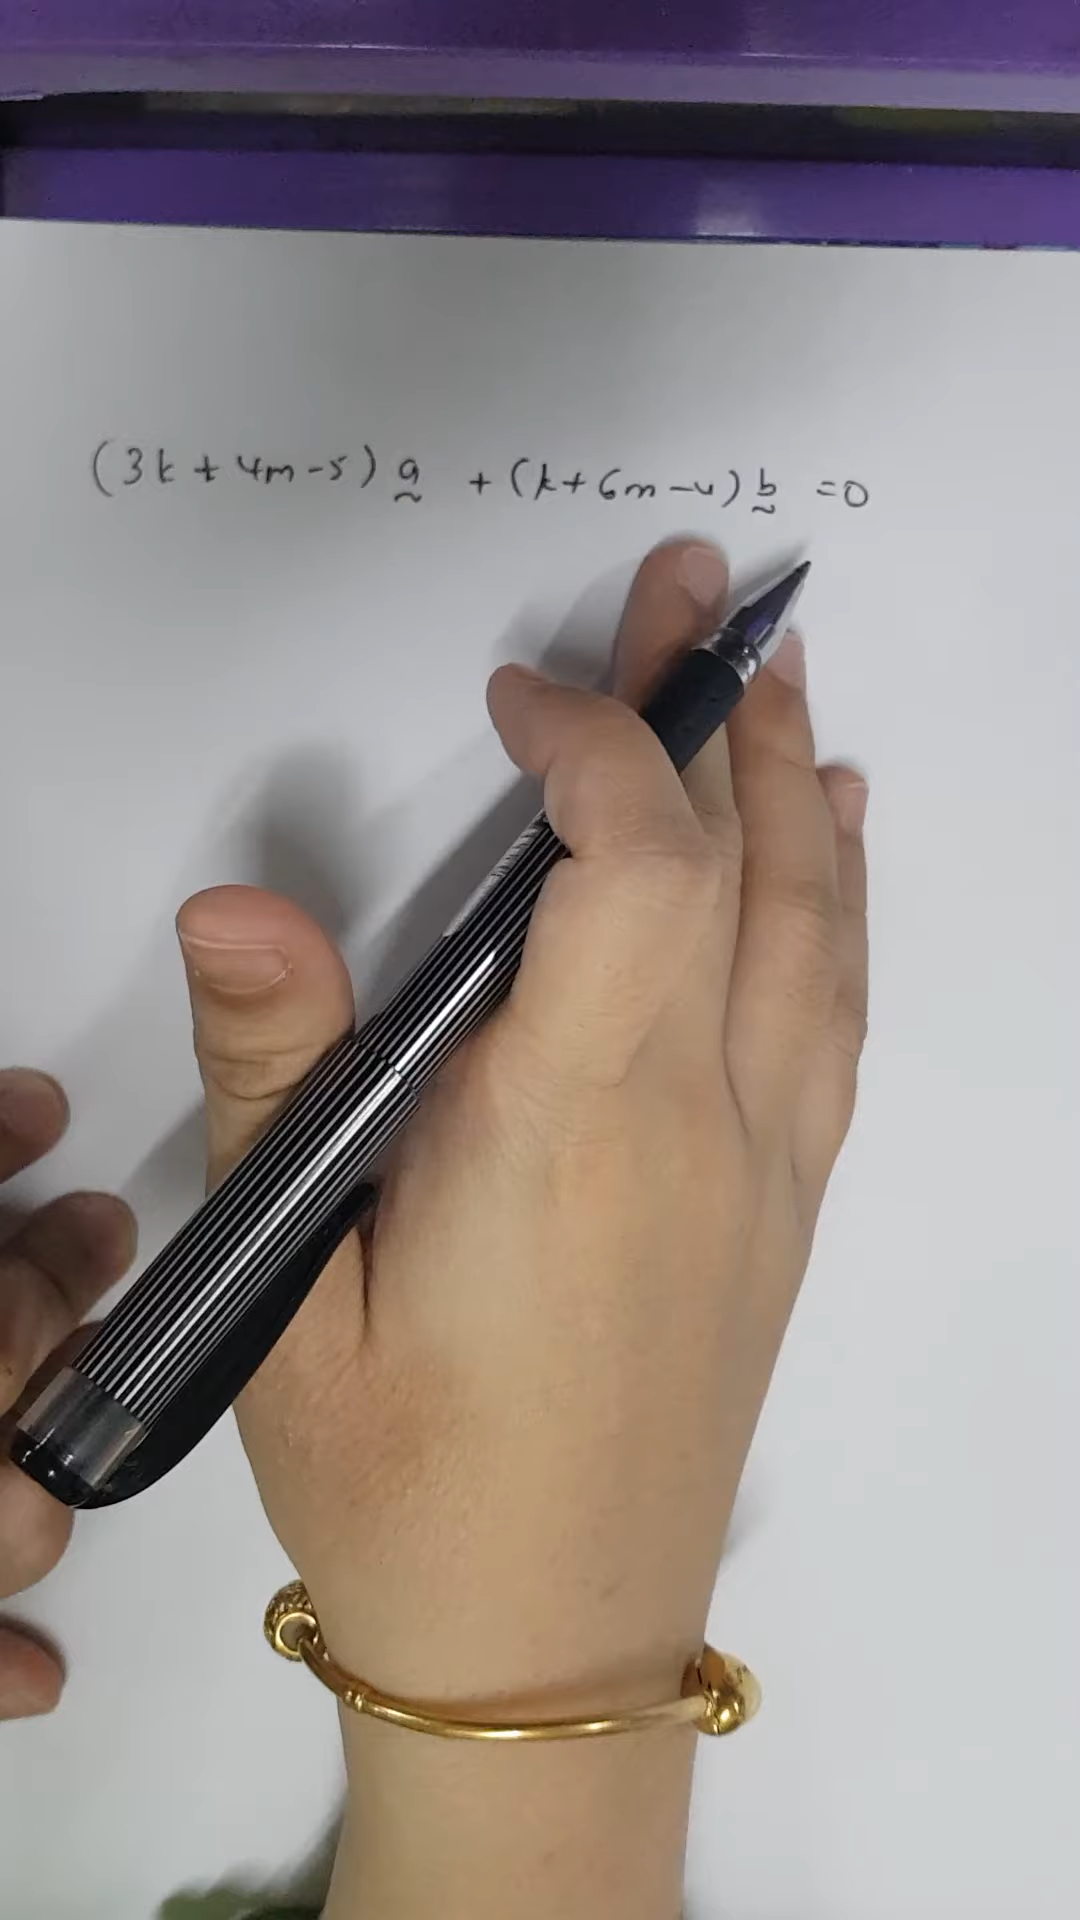 (3k + 4m - 5) a̰ + (k + 6m - 4) b̰ = 0